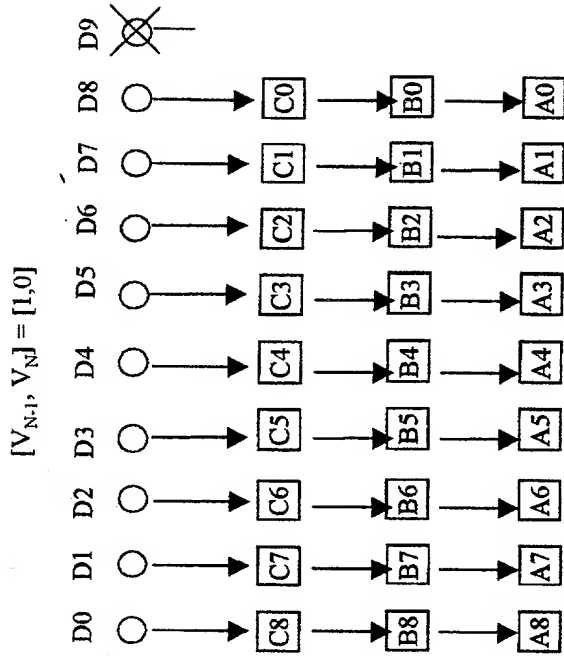 [V_{N-1}, V_N] = [1,0]
D0 D1 D2 D3 D4 D5 D6 D7 D8 D9
C8 C7 C6 C5 C4 C3 C2 C1 C0
B8 B7 B6 B5 B4 B3 B2 B1 B0
A8 A7 A6 A5 A4 A3 A2 A1 A0